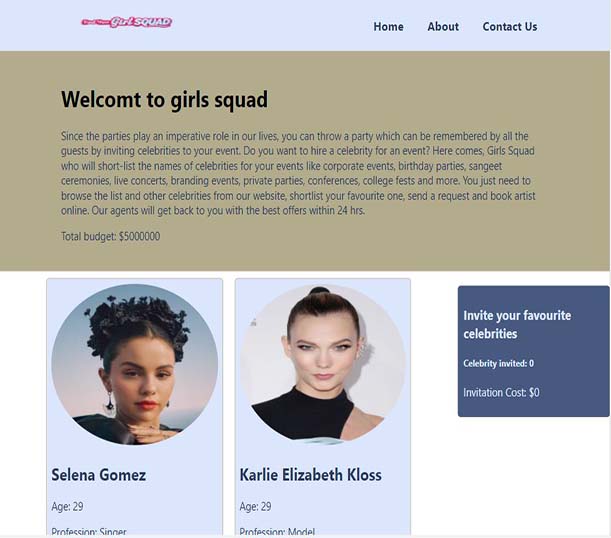 Girl SQUAD
Home About Contact Us
Welcomt to girls squad
Since the parties play an imperative role in our lives, you can throw a party which can be remembered by all the
guests by inviting celebrities to your event. Do you want to hire a celebrity for an event? Here comes, Girls Squad
who will short-list the names of celebrities for your events like corporate events, birthday parties, sangeet
ceremonies, live concerts, branding events, private parties, conferences, college fests and more. You just need to
browse the list and other celebrities from our website, shortlist your favourite one, send a request and book artist
online. Our agents will get back to you with the best offers within 24 hrs.
Total budget: $5000000
Selena Gomez
Age: 29
Profession: Singer
Karlie Elizabeth Kloss
Age: 29
Profession: Model
Invite your favourite
celebrities
Celebrity invited: 0
Invitation Cost: $0